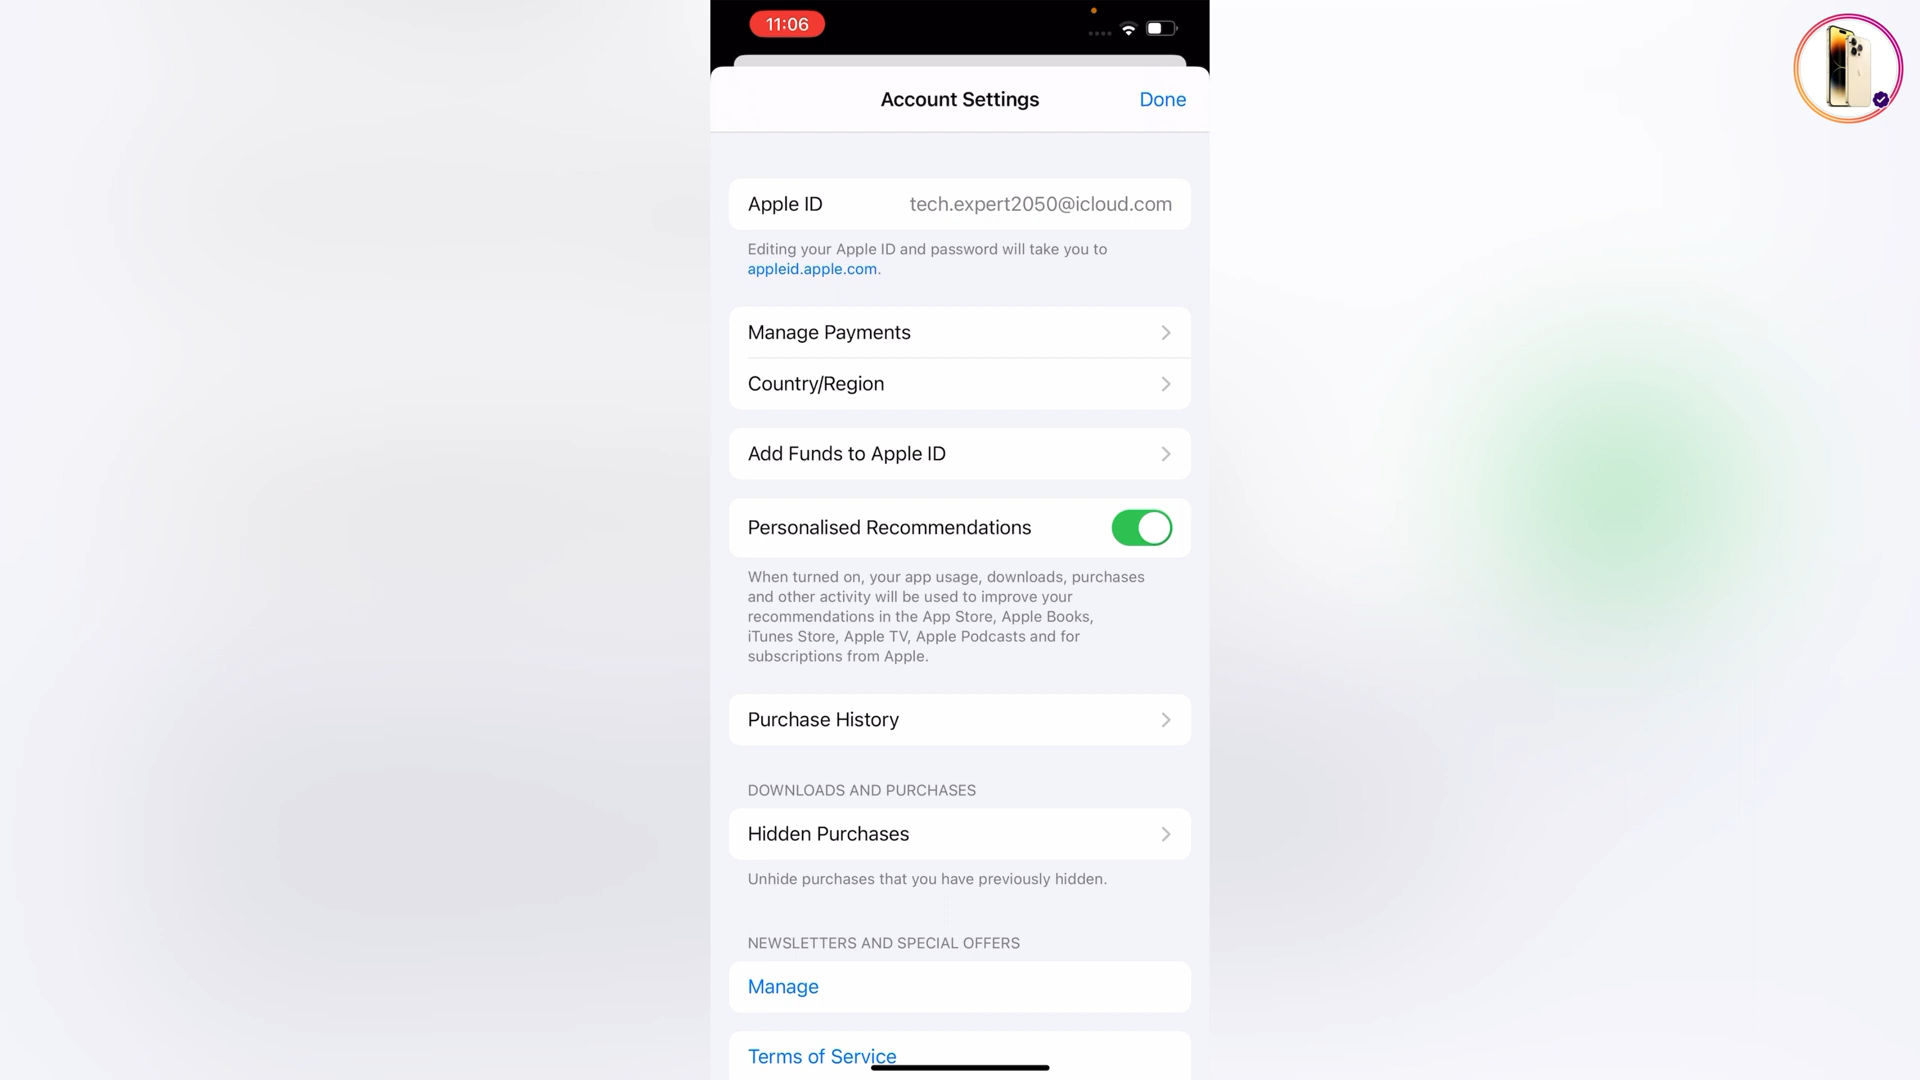 11:06
Account Settings
Done
Apple ID
tech.expert2050@icloud.com
Editing your Apple ID and password will take you to
appleid.apple.com.
Manage Payments
Country/Region
Add Funds to Apple ID
Personalised Recommendations
When turned on, your app usage, downloads, purchases
and other activity will be used to improve your
recommendations in the App Store, Apple Books,
iTunes Store, Apple TV, Apple Podcasts and for
subscriptions from Apple.
Purchase History
DOWNLOADS AND PURCHASES
Hidden Purchases
Unhide purchases that you have previously hidden.
NEWSLETTERS AND SPECIAL OFFERS
Manage
Terms of Service